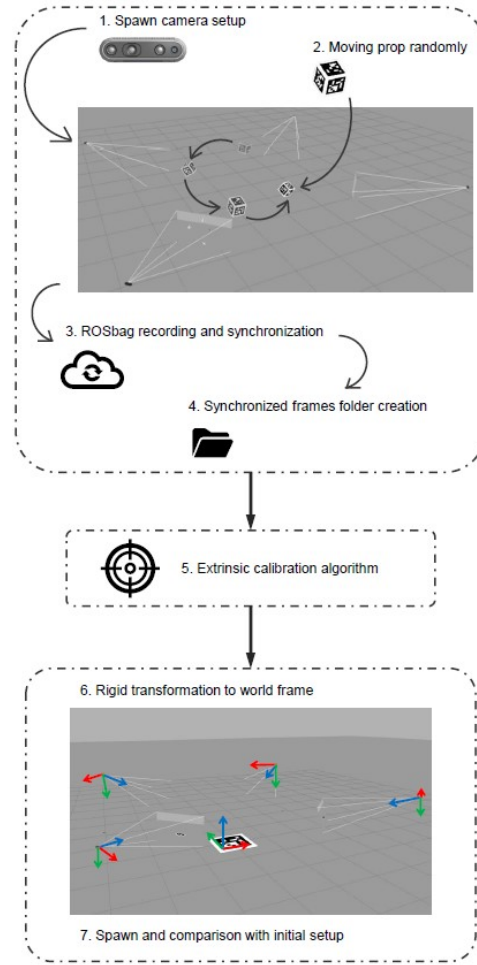 1. Spawn camera setup
2. Moving prop randomly
3. ROSbag recording and synchronization
4. Synchronized frames folder creation
5. Extrinsic calibration algorithm
6. Rigid transformation to world frame
7. Spawn and comparison with initial setup